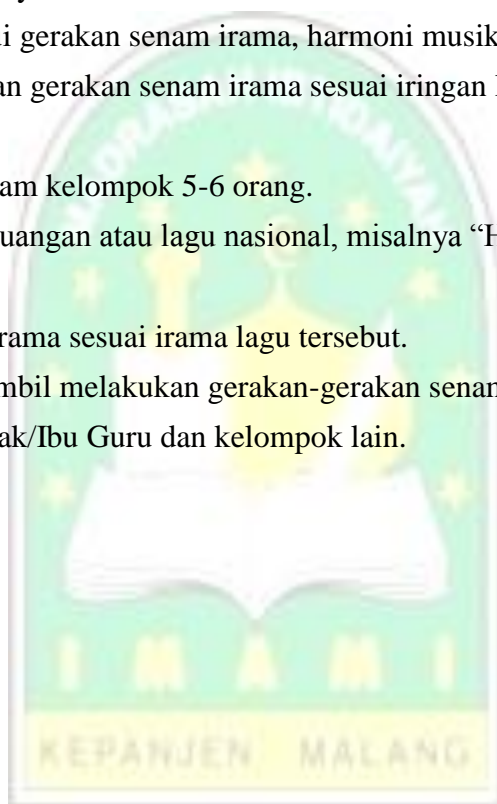 di gerakan senam irama, harmoni musik
an gerakan senam irama sesuai iringan
am kelompok 5-6 orang.
uangan atau lagu nasional, misalnya “H
rama sesuai irama lagu tersebut.
mbil melakukan gerakan-gerakan senam
ak/Ibu Guru dan kelompok lain.
IMAMI
KEPANJEN MALANG